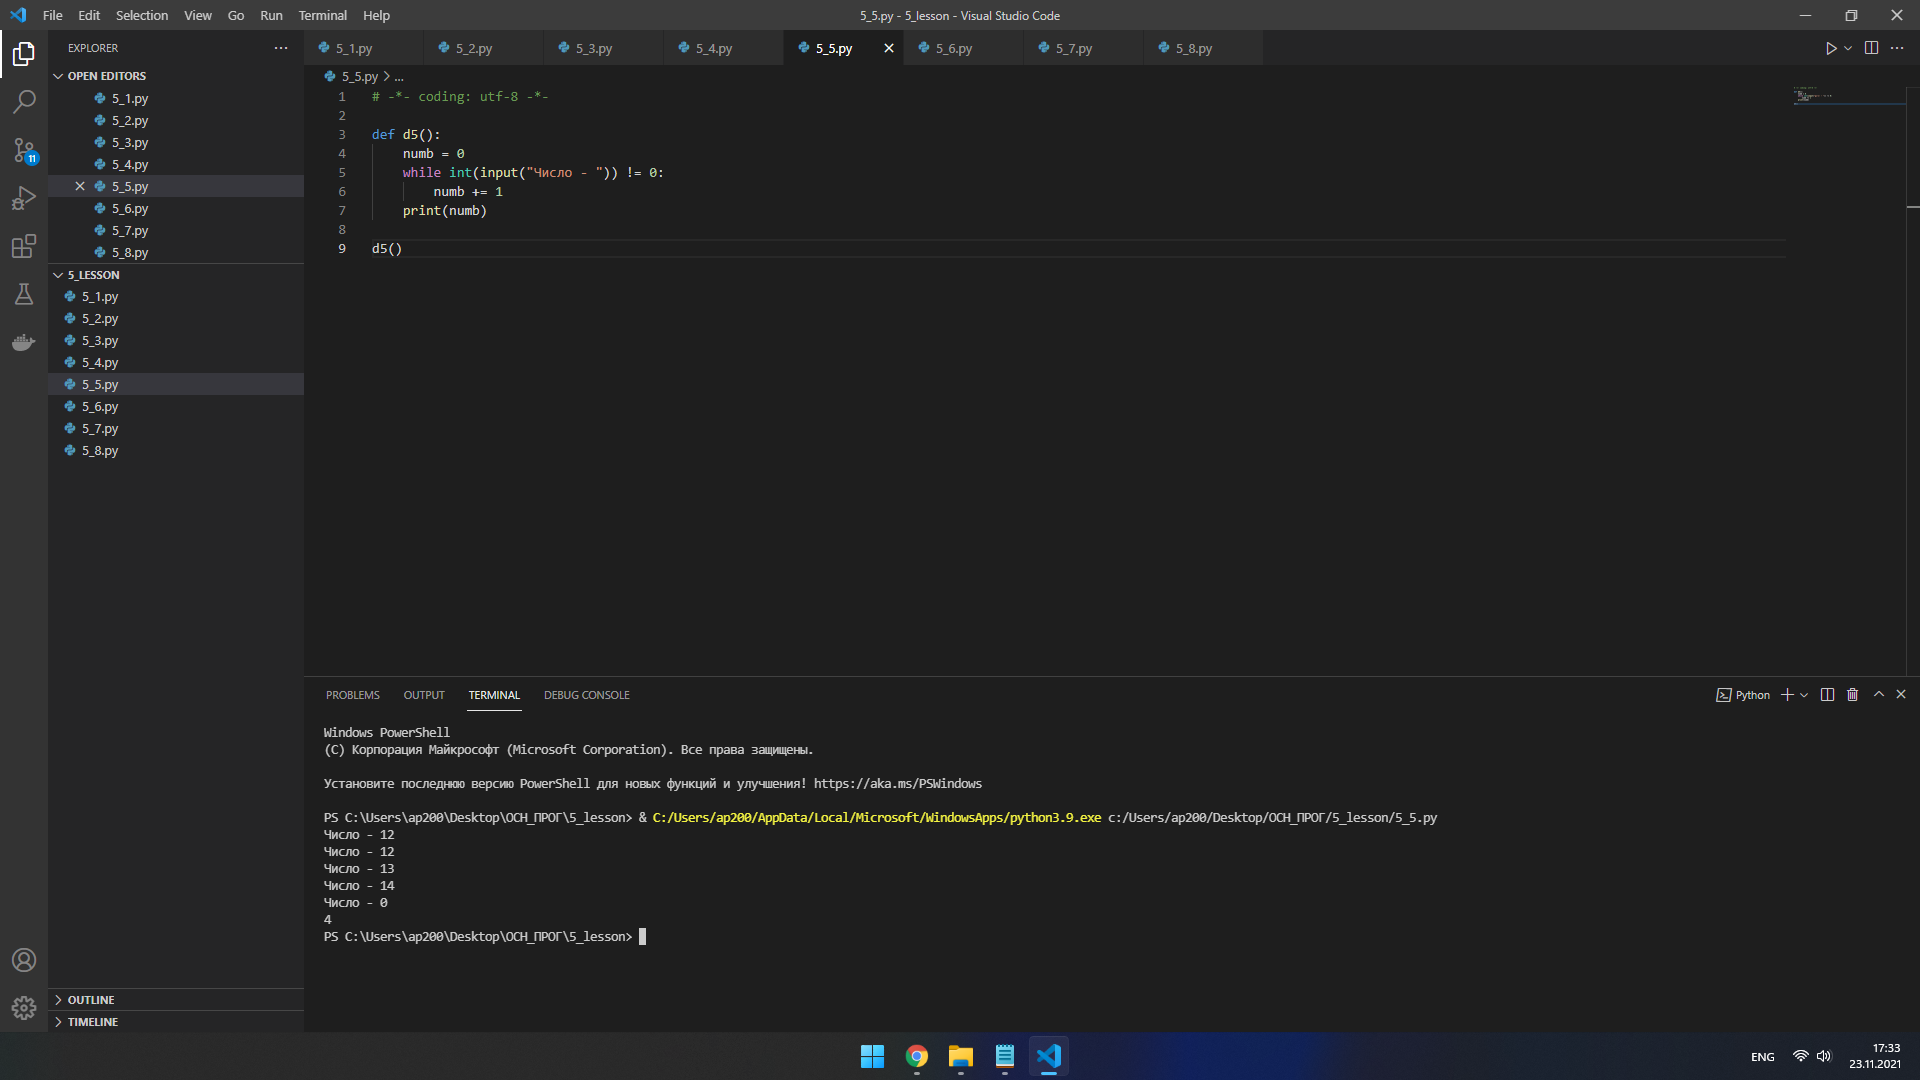 File Edit Selection View Go Run Terminal Help
5_5.py - 5_lesson - Visual Studio Code
EXPLORER
OPEN EDITORS
5_1.py
5_2.py
5_3.py
5_4.py
5_5.py
5_6.py
5_7.py
5_8.py
5_LESSON
5_1.py
5_2.py
5_3.py
5_4.py
5_5.py
5_6.py
5_7.py
5_8.py
OUTLINE
TIMELINE
11
5_1.py 5_2.py 5_3.py 5_4.py 5_5.py 5_6.py 5_7.py 5_8.py
5_5.py > ...
1 # -*- coding: utf-8 -*-
2
3 def d5():
4 numb = 0
5 while int(input("Число - ")) != 0:
6 numb += 1
7 print(numb)
8
9 d5()
PROBLEMS OUTPUT TERMINAL DEBUG CONSOLE
Python
Windows PowerShell
(C) Корпорация Майкрософт (Microsoft Corporation). Все права защищены.
Установите последнюю версию PowerShell для новых функций и улучшения! https://aka.ms/PSWindows
PS C:\Users\ap200\Desktop\ОСН_ПРОГ\5_lesson> & C:/Users/ap200/AppData/Local/Microsoft/WindowsApps/python3.9.exe c:/Users/ap200/Desktop/ОСН_ПРОГ/5_lesson/5_5.py
Число - 12
Число - 12
Число - 13
Число - 14
Число - 0
4
PS C:\Users\ap200\Desktop\ОСН_ПРОГ\5_lesson>
ENG
17:33
23.11.2021